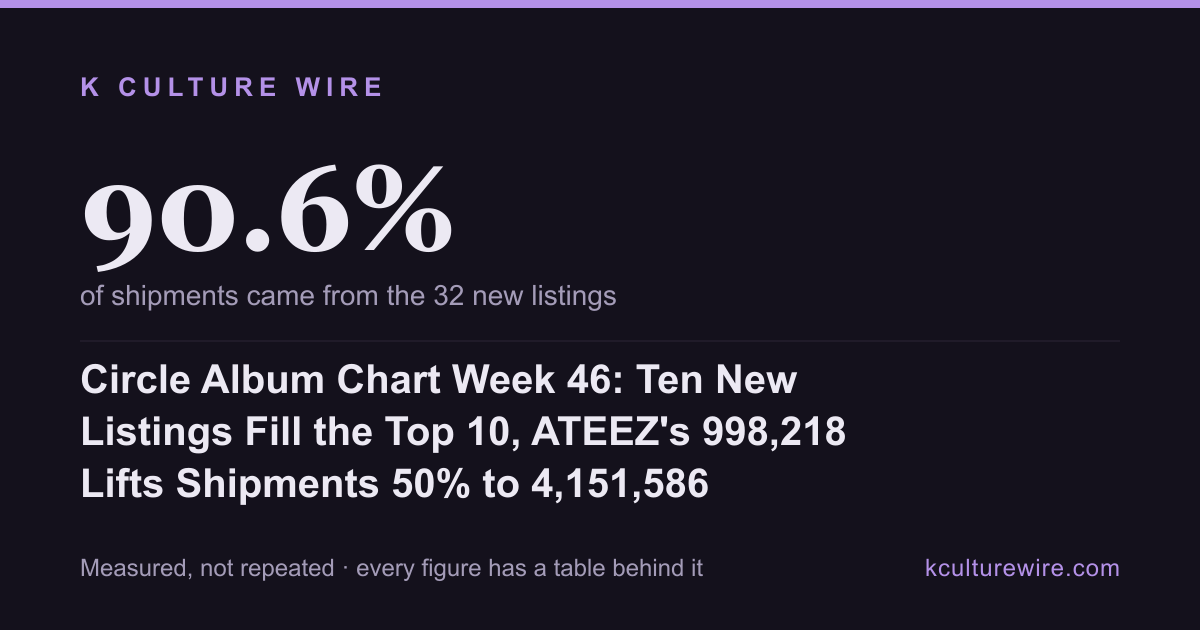 K CULTURE WIRE
90.6%
of shipments came from the 32 new listings
Circle Album Chart Week 46: Ten New
Listings Fill the Top 10, ATEEZ's 998,218
Lifts Shipments 50% to 4,151,586
Measured, not repeated · every figure has a table behind it
kculturewire.com